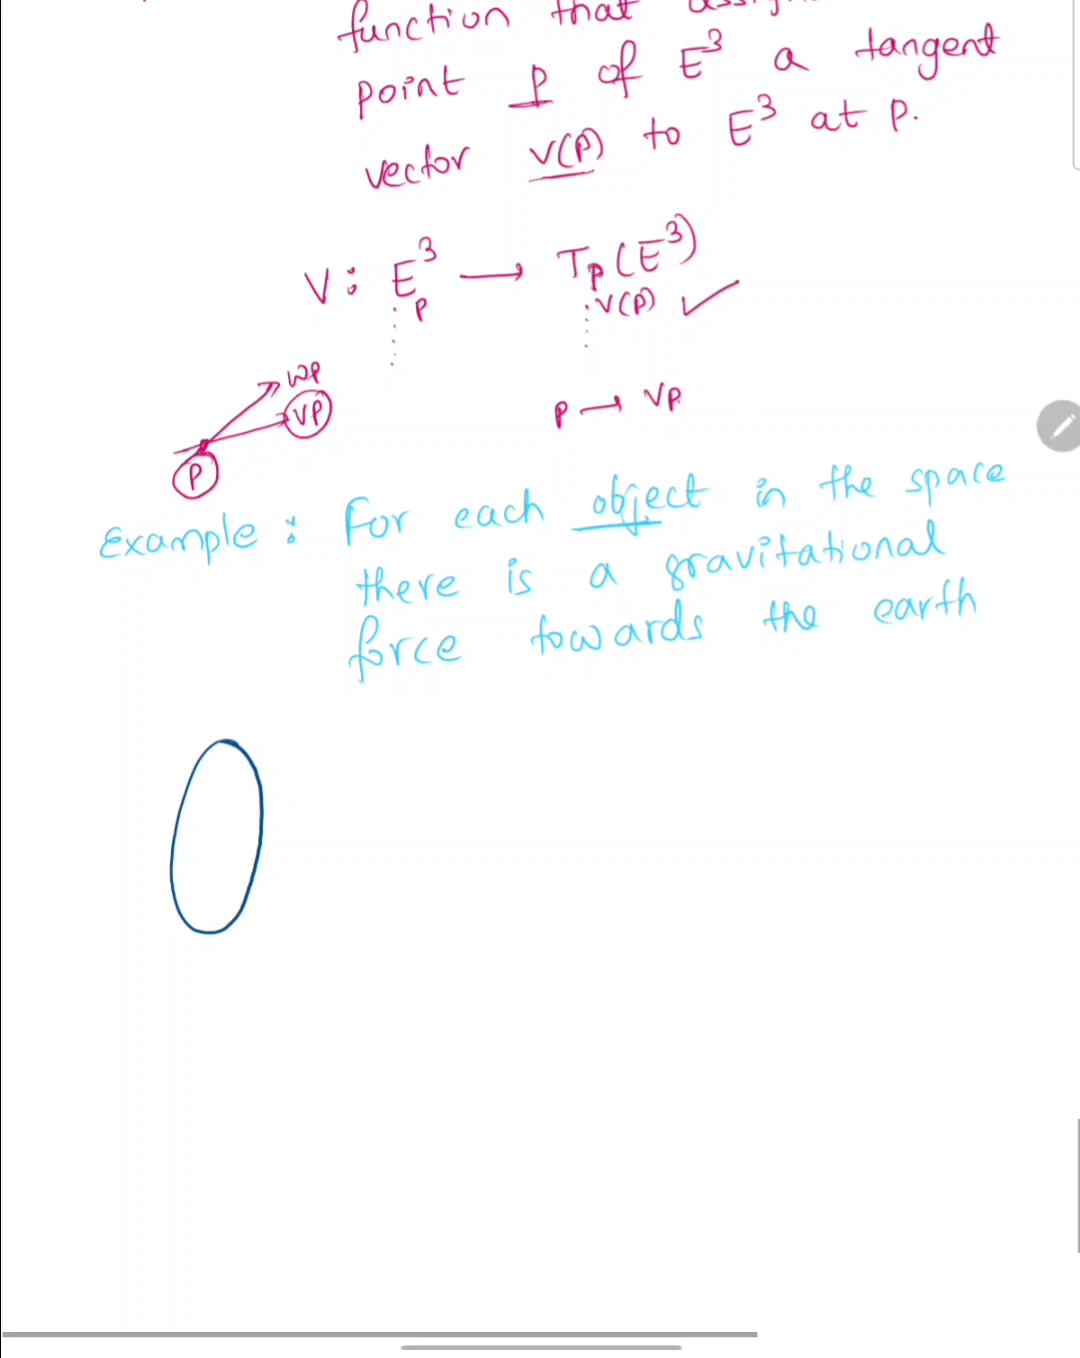 function that
point p of E³ a tangent
vector v(p) to E³ at p.
V : E³ → Tp(E³)
p v(p) ✓
wp
vp
p → vp
p
Example : For each object in the space
there is a gravitational
force towards the earth